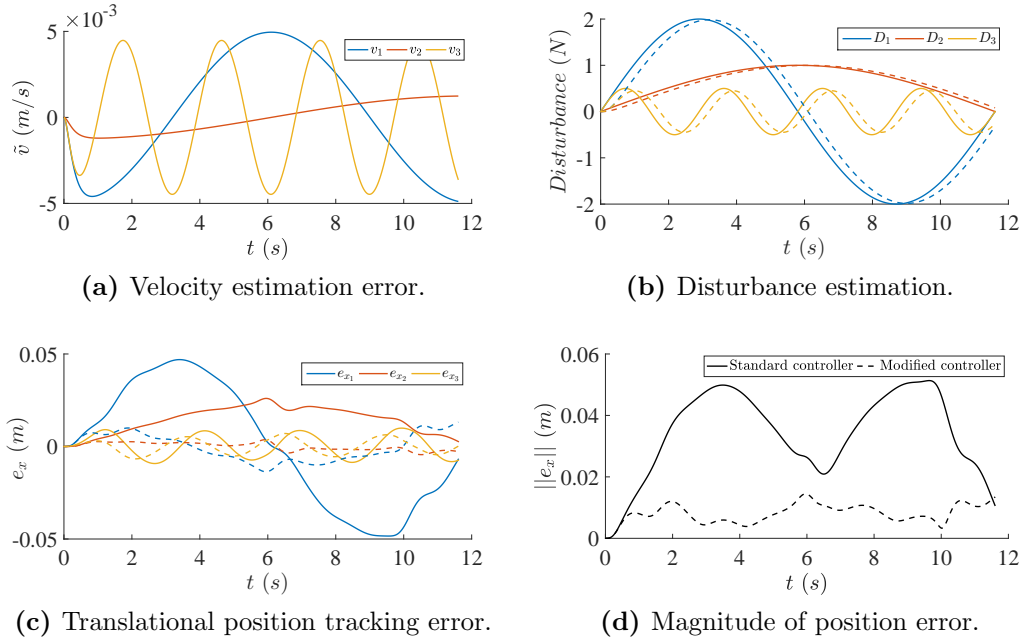 ×10⁻³
5
0
-5
ṽ (m/s)
v₁ v₂ v₃
0 2 4 6 8 10 12
t (s)
(a) Velocity estimation error.
2
1
0
-1
-2
Disturbance (N)
D₁ D₂ D₃
0 2 4 6 8 10 12
t (s)
(b) Disturbance estimation.
0.05
0
-0.05
eₓ (m)
eₓ₁ eₓ₂ eₓ₃
0 2 4 6 8 10 12
t (s)
(c) Translational position tracking error.
0.06
0.04
0.02
0
||eₓ|| (m)
Standard controller Modified controller
0 2 4 6 8 10 12
t (s)
(d) Magnitude of position error.